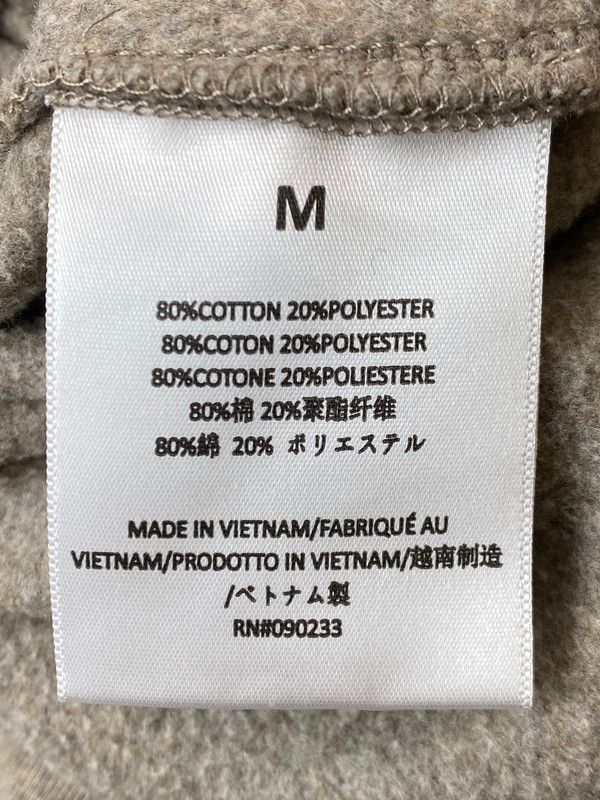 M
80%COTTON 20%POLYESTER
80%COTON 20%POLYESTER
80%COTONE 20%POLIESTERE
80%棉 20%聚酯纤维
80%綿 20% ポリエステル
MADE IN VIETNAM/FABRIQUÉ AU
VIETNAM/PRODOTTO IN VIETNAM/越南制造
/ベトナム製
RN#090233